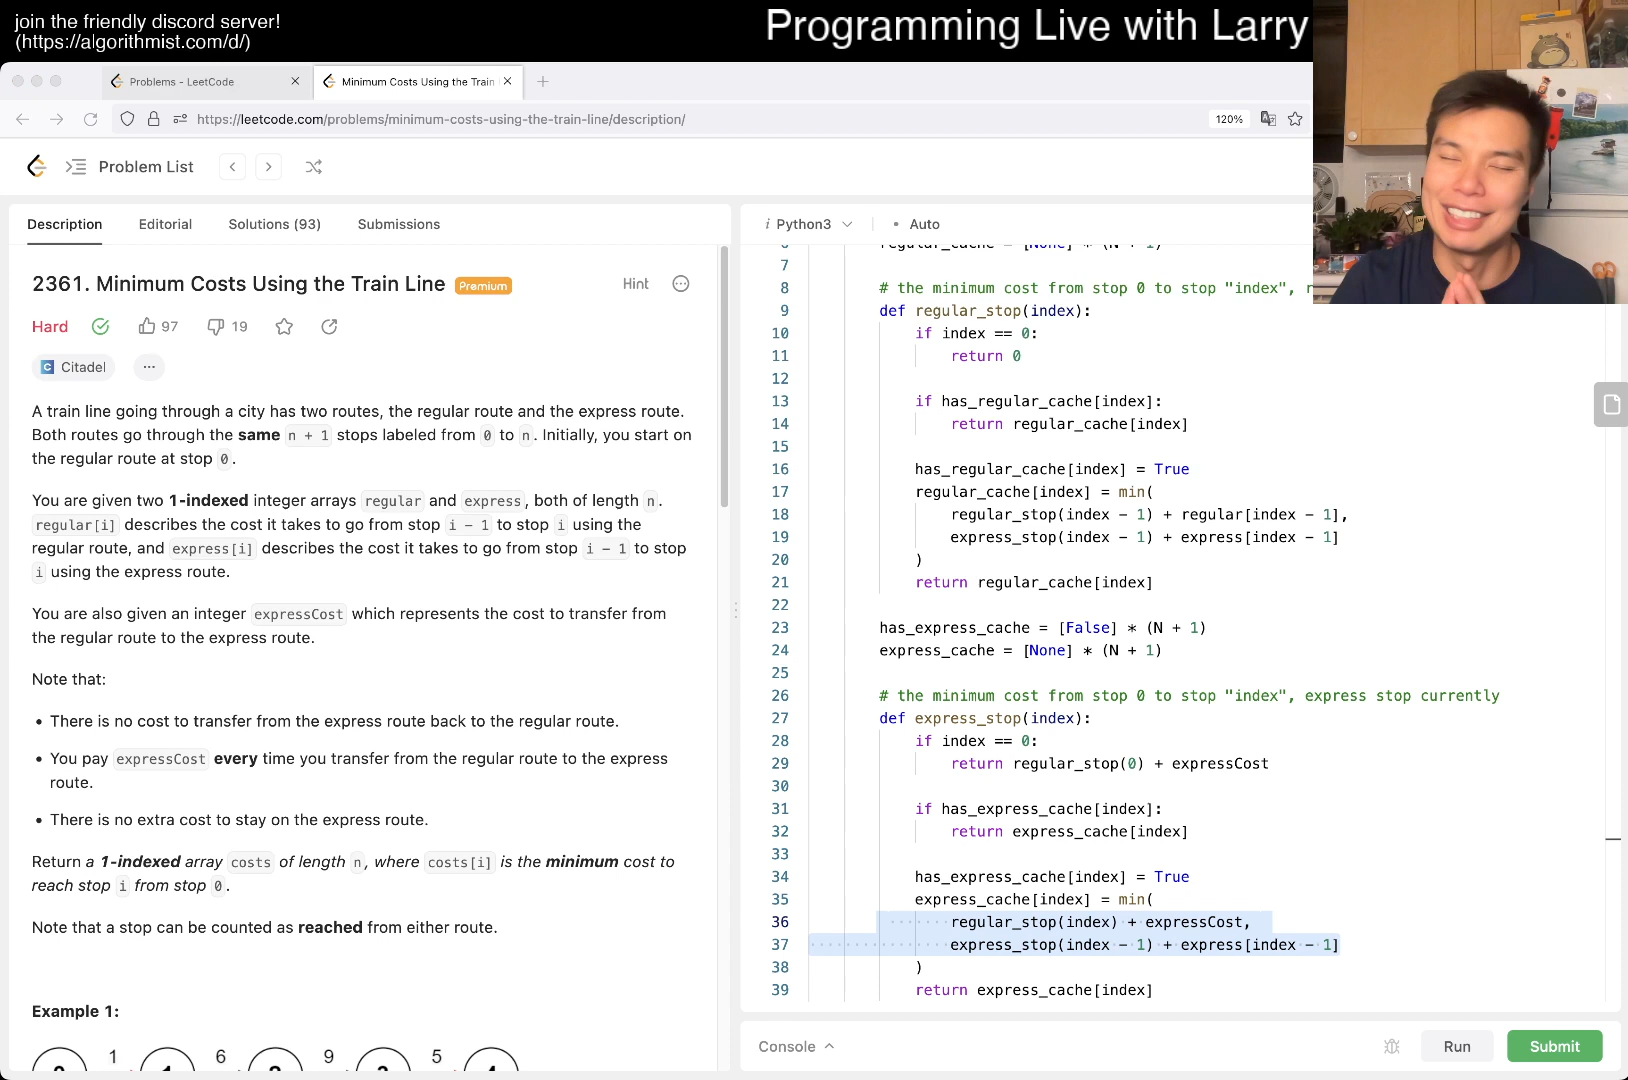 join the friendly discord server!
(https://algorithmist.com/d/)
Programming Live with Larry
Problems - LeetCode
Minimum Costs Using the Train
https://leetcode.com/problems/minimum-costs-using-the-train-line/description/
120%
Problem List
Description
Editorial
Solutions (93)
Submissions
2361. Minimum Costs Using the Train Line
Premium
Hint
Hard
97
19
Citadel
A train line going through a city has two routes, the regular route and the express route.
Both routes go through the same n + 1 stops labeled from 0 to n. Initially, you start on
the regular route at stop 0.
You are given two 1-indexed integer arrays regular and express, both of length n.
regular[i] describes the cost it takes to go from stop i - 1 to stop i using the
regular route, and express[i] describes the cost it takes to go from stop i - 1 to stop
i using the express route.
You are also given an integer expressCost which represents the cost to transfer from
the regular route to the express route.
Note that:
• There is no cost to transfer from the express route back to the regular route.
• You pay expressCost every time you transfer from the regular route to the express
route.
• There is no extra cost to stay on the express route.
Return a 1-indexed array costs of length n, where costs[i] is the minimum cost to
reach stop i from stop 0.
Note that a stop can be counted as reached from either route.
Example 1:
1 6 9 5
i Python3
• Auto
7
8 # the minimum cost from stop 0 to stop "index", r
9 def regular_stop(index):
10 if index == 0:
11 return 0
12
13 if has_regular_cache[index]:
14 return regular_cache[index]
15
16 has_regular_cache[index] = True
17 regular_cache[index] = min(
18 regular_stop(index - 1) + regular[index - 1],
19 express_stop(index - 1) + express[index - 1]
20 )
21 return regular_cache[index]
22
23 has_express_cache = [False] * (N + 1)
24 express_cache = [None] * (N + 1)
25
26 # the minimum cost from stop 0 to stop "index", express stop currently
27 def express_stop(index):
28 if index == 0:
29 return regular_stop(0) + expressCost
30
31 if has_express_cache[index]:
32 return express_cache[index]
33
34 has_express_cache[index] = True
35 express_cache[index] = min(
36 regular_stop(index) + expressCost,
37 express_stop(index - 1) + express[index - 1]
38 )
39 return express_cache[index]
Console
Run
Submit